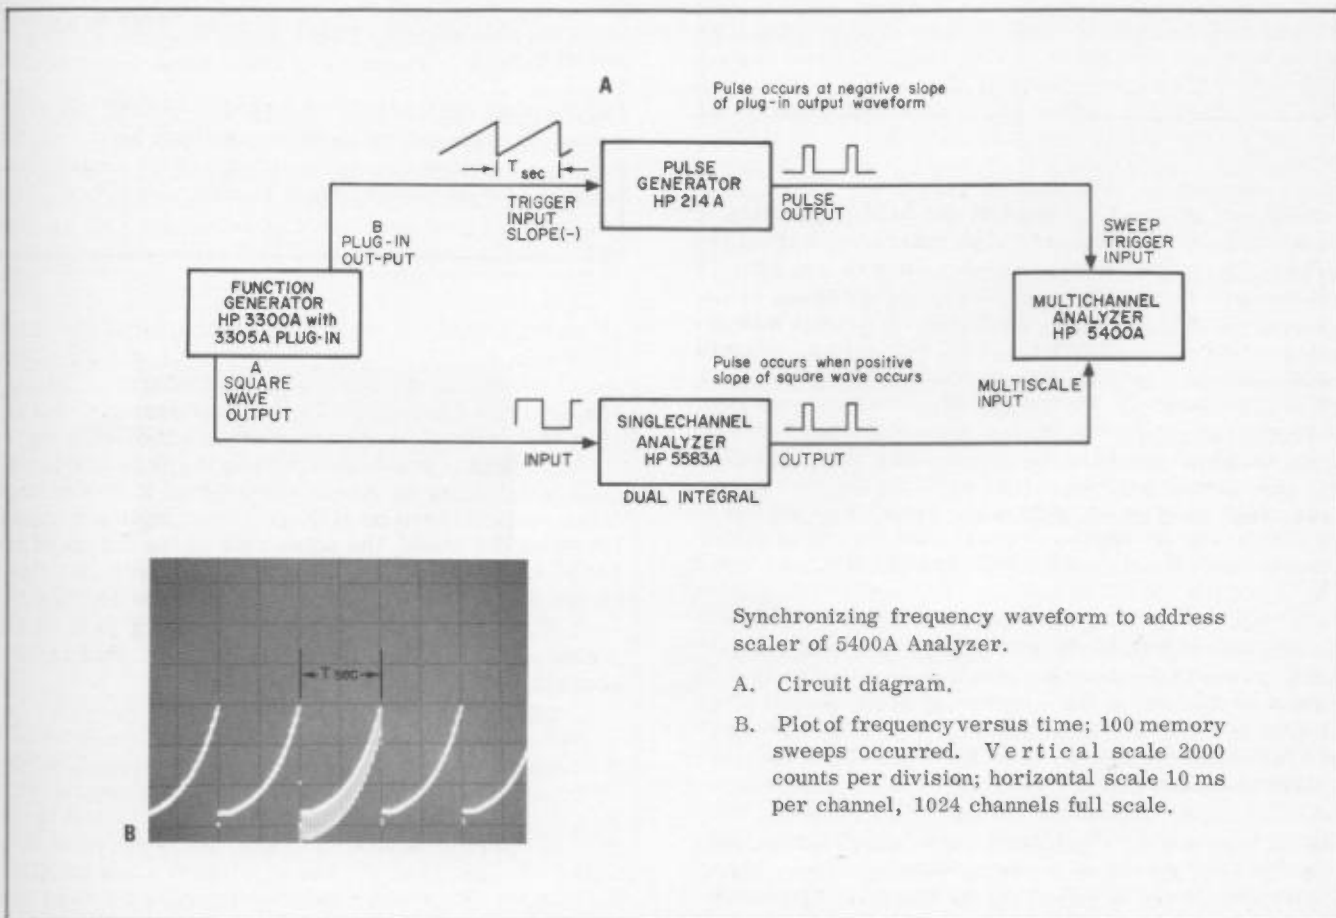 A
Pulse occurs at negative slope
of plug-in output waveform
T sec
PULSE
GENERATOR
HP 214A
TRIGGER
INPUT
SLOPE(-)
PULSE
OUTPUT
B
PLUG-IN
OUT-PUT
SWEEP
TRIGGER
INPUT
FUNCTION
GENERATOR
HP 3300A with
3305A PLUG-IN
MULTICHANNEL
ANALYZER
HP 5400A
A
SQUARE
WAVE
OUTPUT
Pulse occurs when positive
slope of square wave occurs
MULTISCALE
INPUT
INPUT
SINGLECHANNEL
ANALYZER
HP 5583A
OUTPUT
DUAL INTEGRAL
T sec
B
Synchronizing frequency waveform to address
scaler of 5400A Analyzer.
A. Circuit diagram.
B. Plot of frequency versus time; 100 memory
sweeps occurred. Vertical scale 2000
counts per division; horizontal scale 10 ms
per channel, 1024 channels full scale.